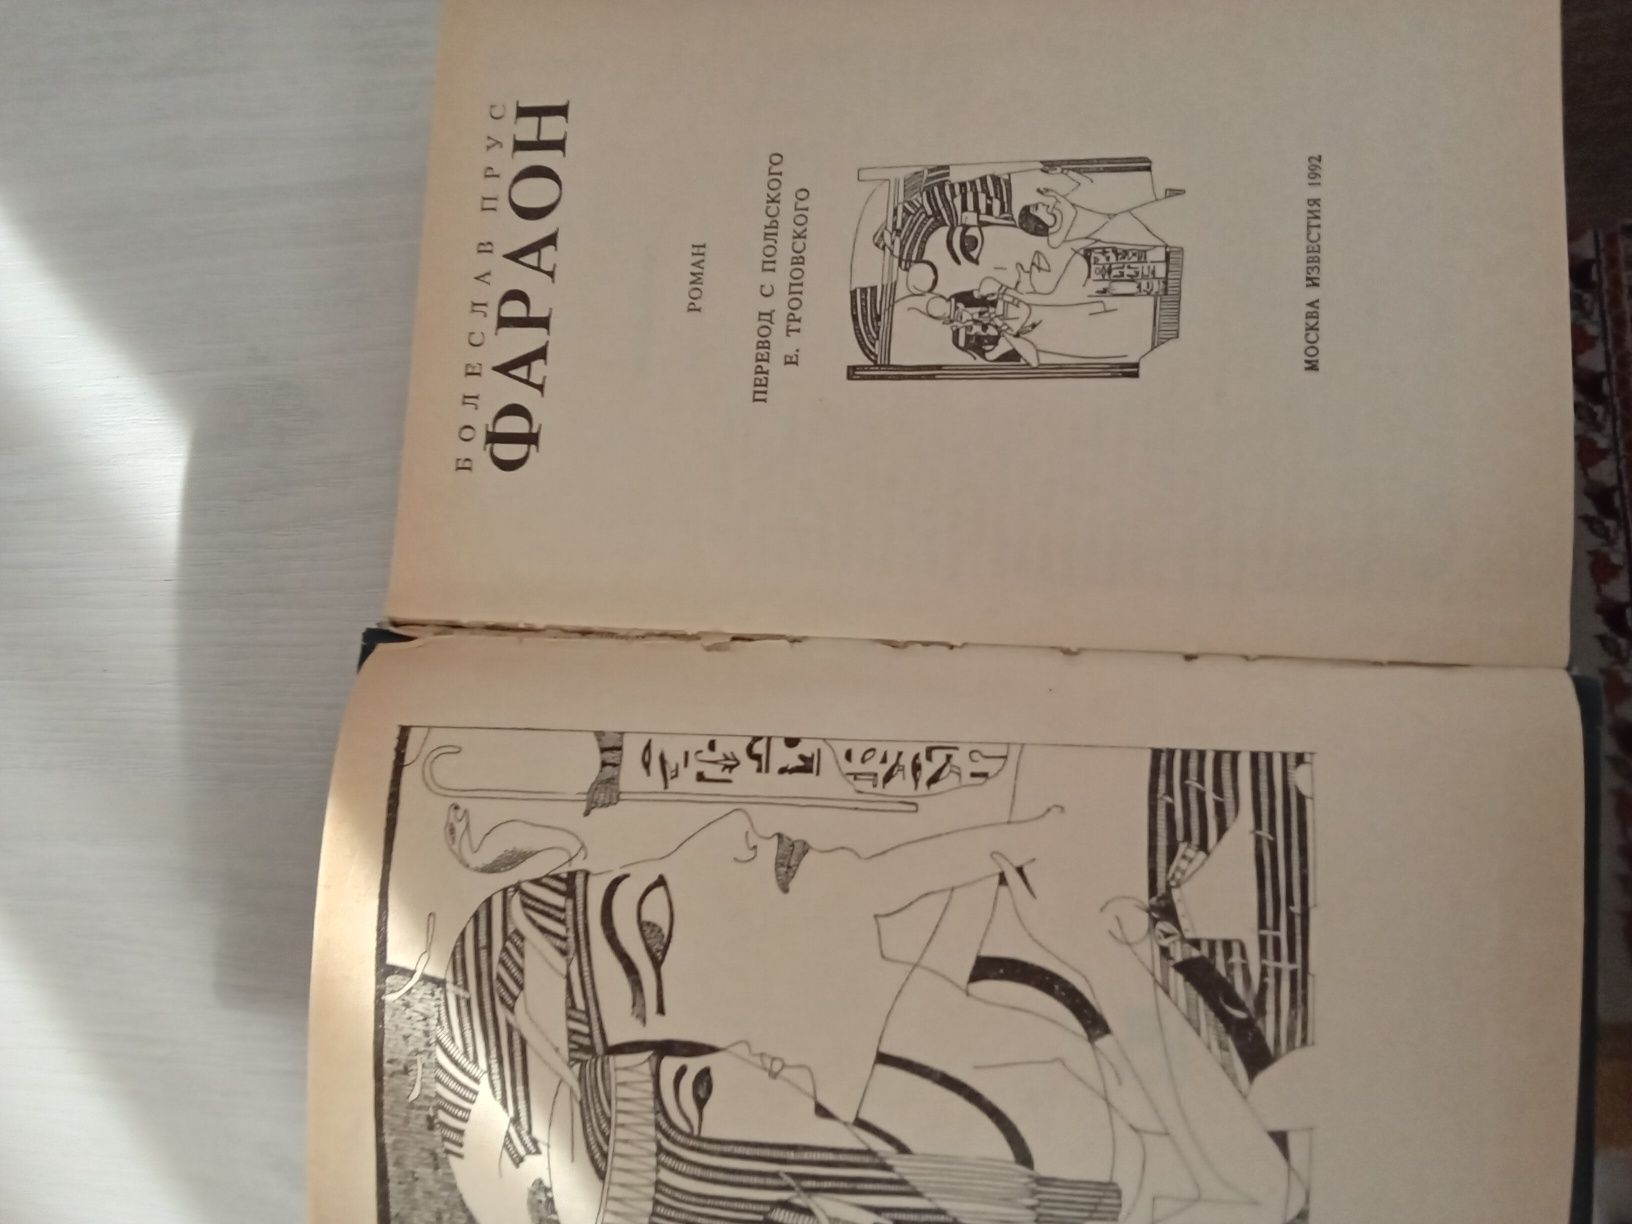 БОЛЕСЛАВ ПРУС
ФАРАОН
РОМАН
ПЕРЕВОД С ПОЛЬСКОГО
Е. ТРОПОВСКОГО
МОСКВА ИЗВЕСТИЯ 1992